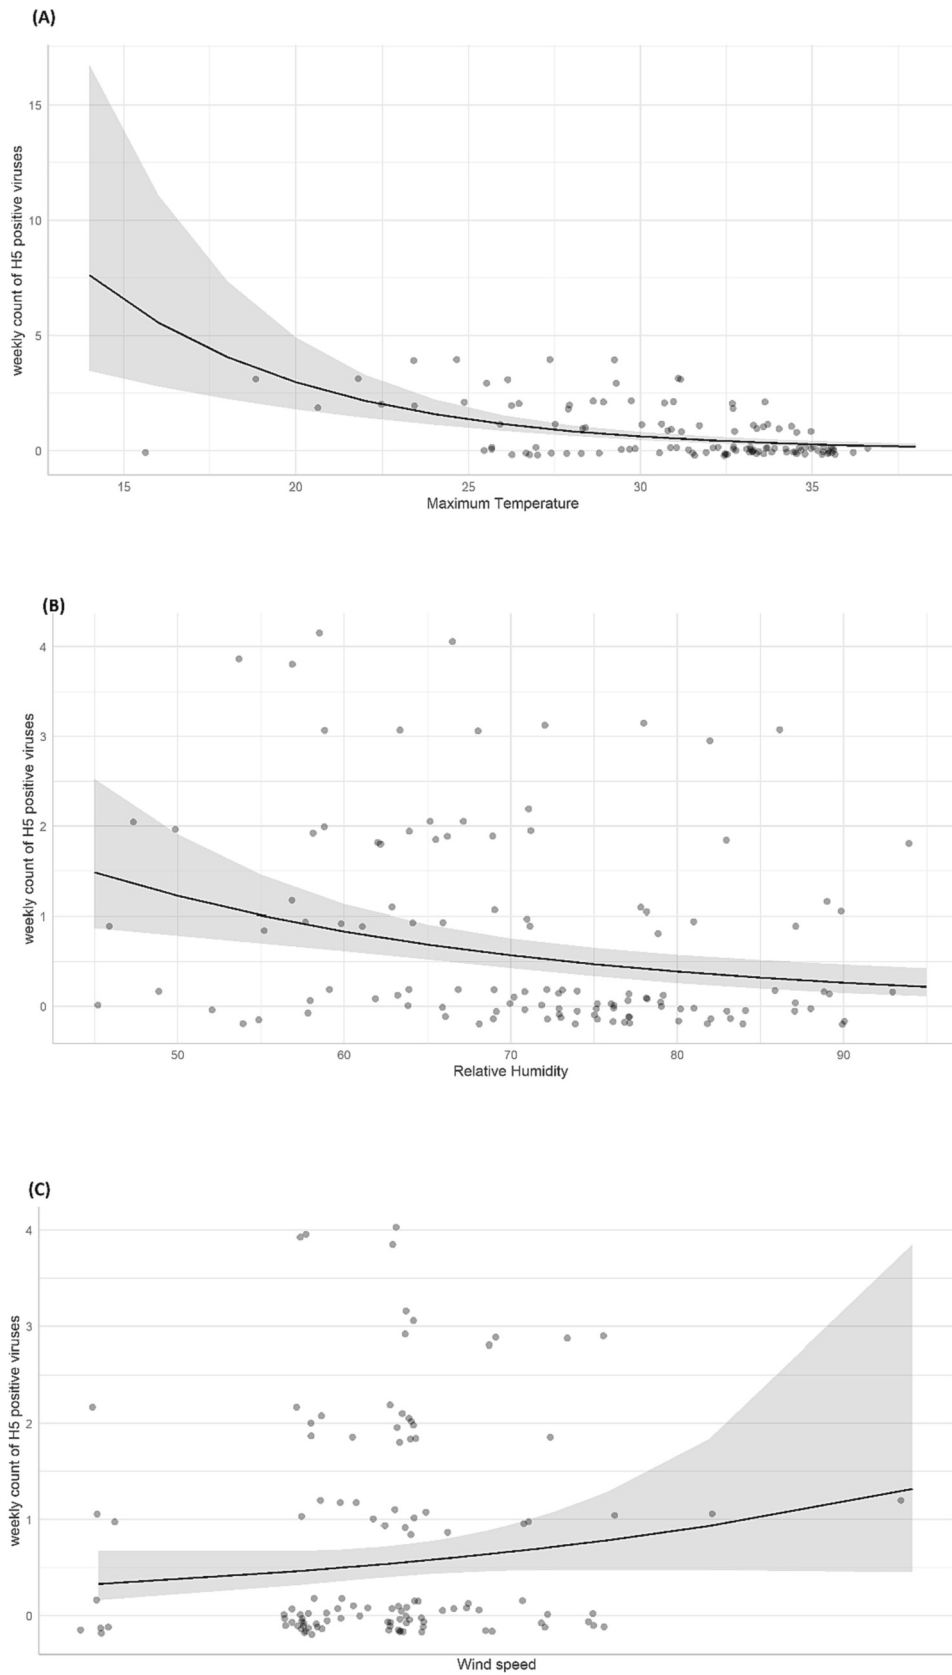 (A)
weekly count of H5 positive viruses
15
10
5
0
15 20 25 30 35
Maximum Temperature
(B)
weekly count of H5 positive viruses
4
3
2
1
0
50 60 70 80 90
Relative Humidity
(C)
weekly count of H5 positive viruses
4
3
2
1
0
Wind speed